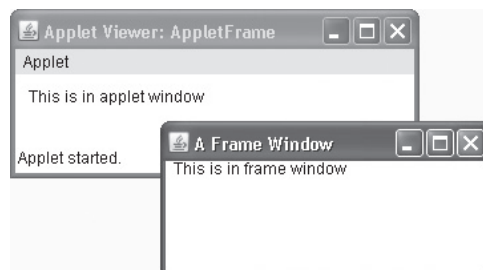 Applet Viewer: AppletFrame
Applet
This is in applet window
Applet started.
A Frame Window
This is in frame window